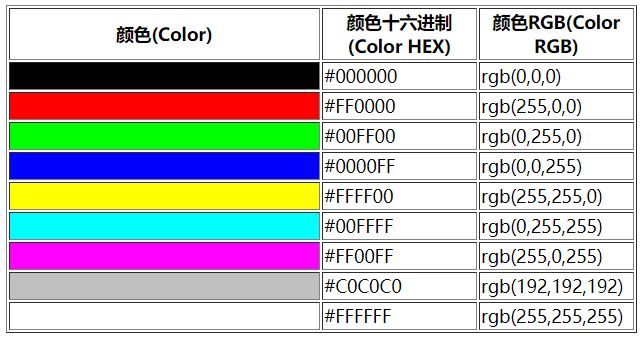 颜色(Color)
颜色十六进制
(Color HEX)
颜色RGB(Color
RGB)
#000000
rgb(0,0,0)
#FF0000
rgb(255,0,0)
#00FF00
rgb(0,255,0)
#0000FF
rgb(0,0,255)
#FFFF00
rgb(255,255,0)
#00FFFF
rgb(0,255,255)
#FF00FF
rgb(255,0,255)
#C0C0C0
rgb(192,192,192)
#FFFFFF
rgb(255,255,255)